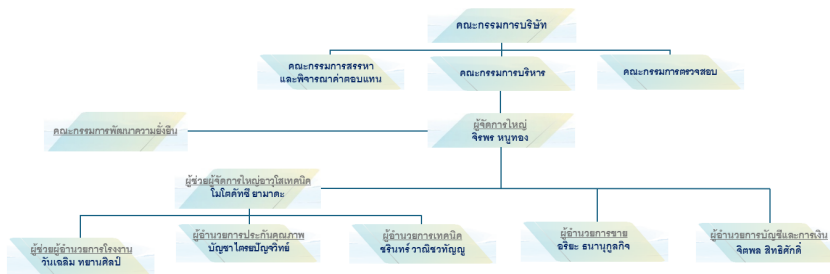 คณะกรรมการบริษัท
คณะกรรมการสรรหา
และพิจารณาค่าตอบแทน
คณะกรรมการบริหาร
คณะกรรมการตรวจสอบ
คณะกรรมการพัฒนาความยั่งยืน
ผู้จัดการใหญ่
จิรพร หนูทอง
ผู้ช่วยผู้จัดการใหญ่อาวุโสเทคนิค
โมโตคัทซึ ยามาดะ
ผู้ช่วยผู้อำนวยการโรงงาน
วันเฉลิม ทยานศิลป์
ผู้อำนวยการประกันคุณภาพ
บัญชา ไตรยปัญจวิทย์
ผู้อำนวยการเทคนิค
ชรินทร์ วาณิชวทัญญู
ผู้อำนวยการขาย
อริยะ ธนานุกูลกิจ
ผู้อำนวยการบัญชีและการเงิน
จิตพล สิทธิศักดิ์